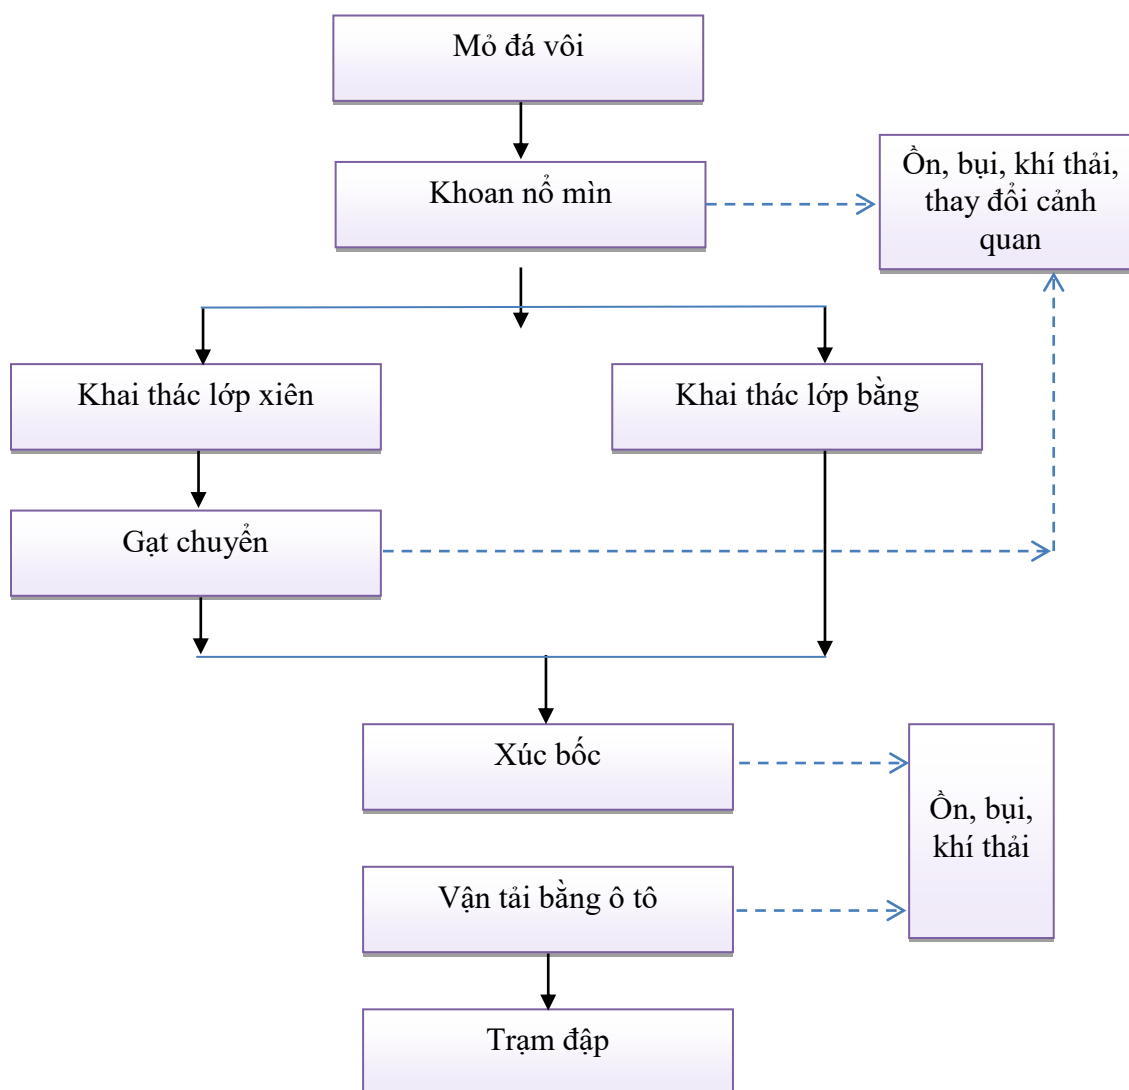 Mỏ đá vôi
Khoan nổ mìn
Ồn, bụi, khí thải,
thay đổi cảnh
quan
Khai thác lớp xiên
Khai thác lớp bằng
Gạt chuyển
Xúc bốc
Ồn, bụi,
khí thải
Vận tải bằng ô tô
Trạm đập